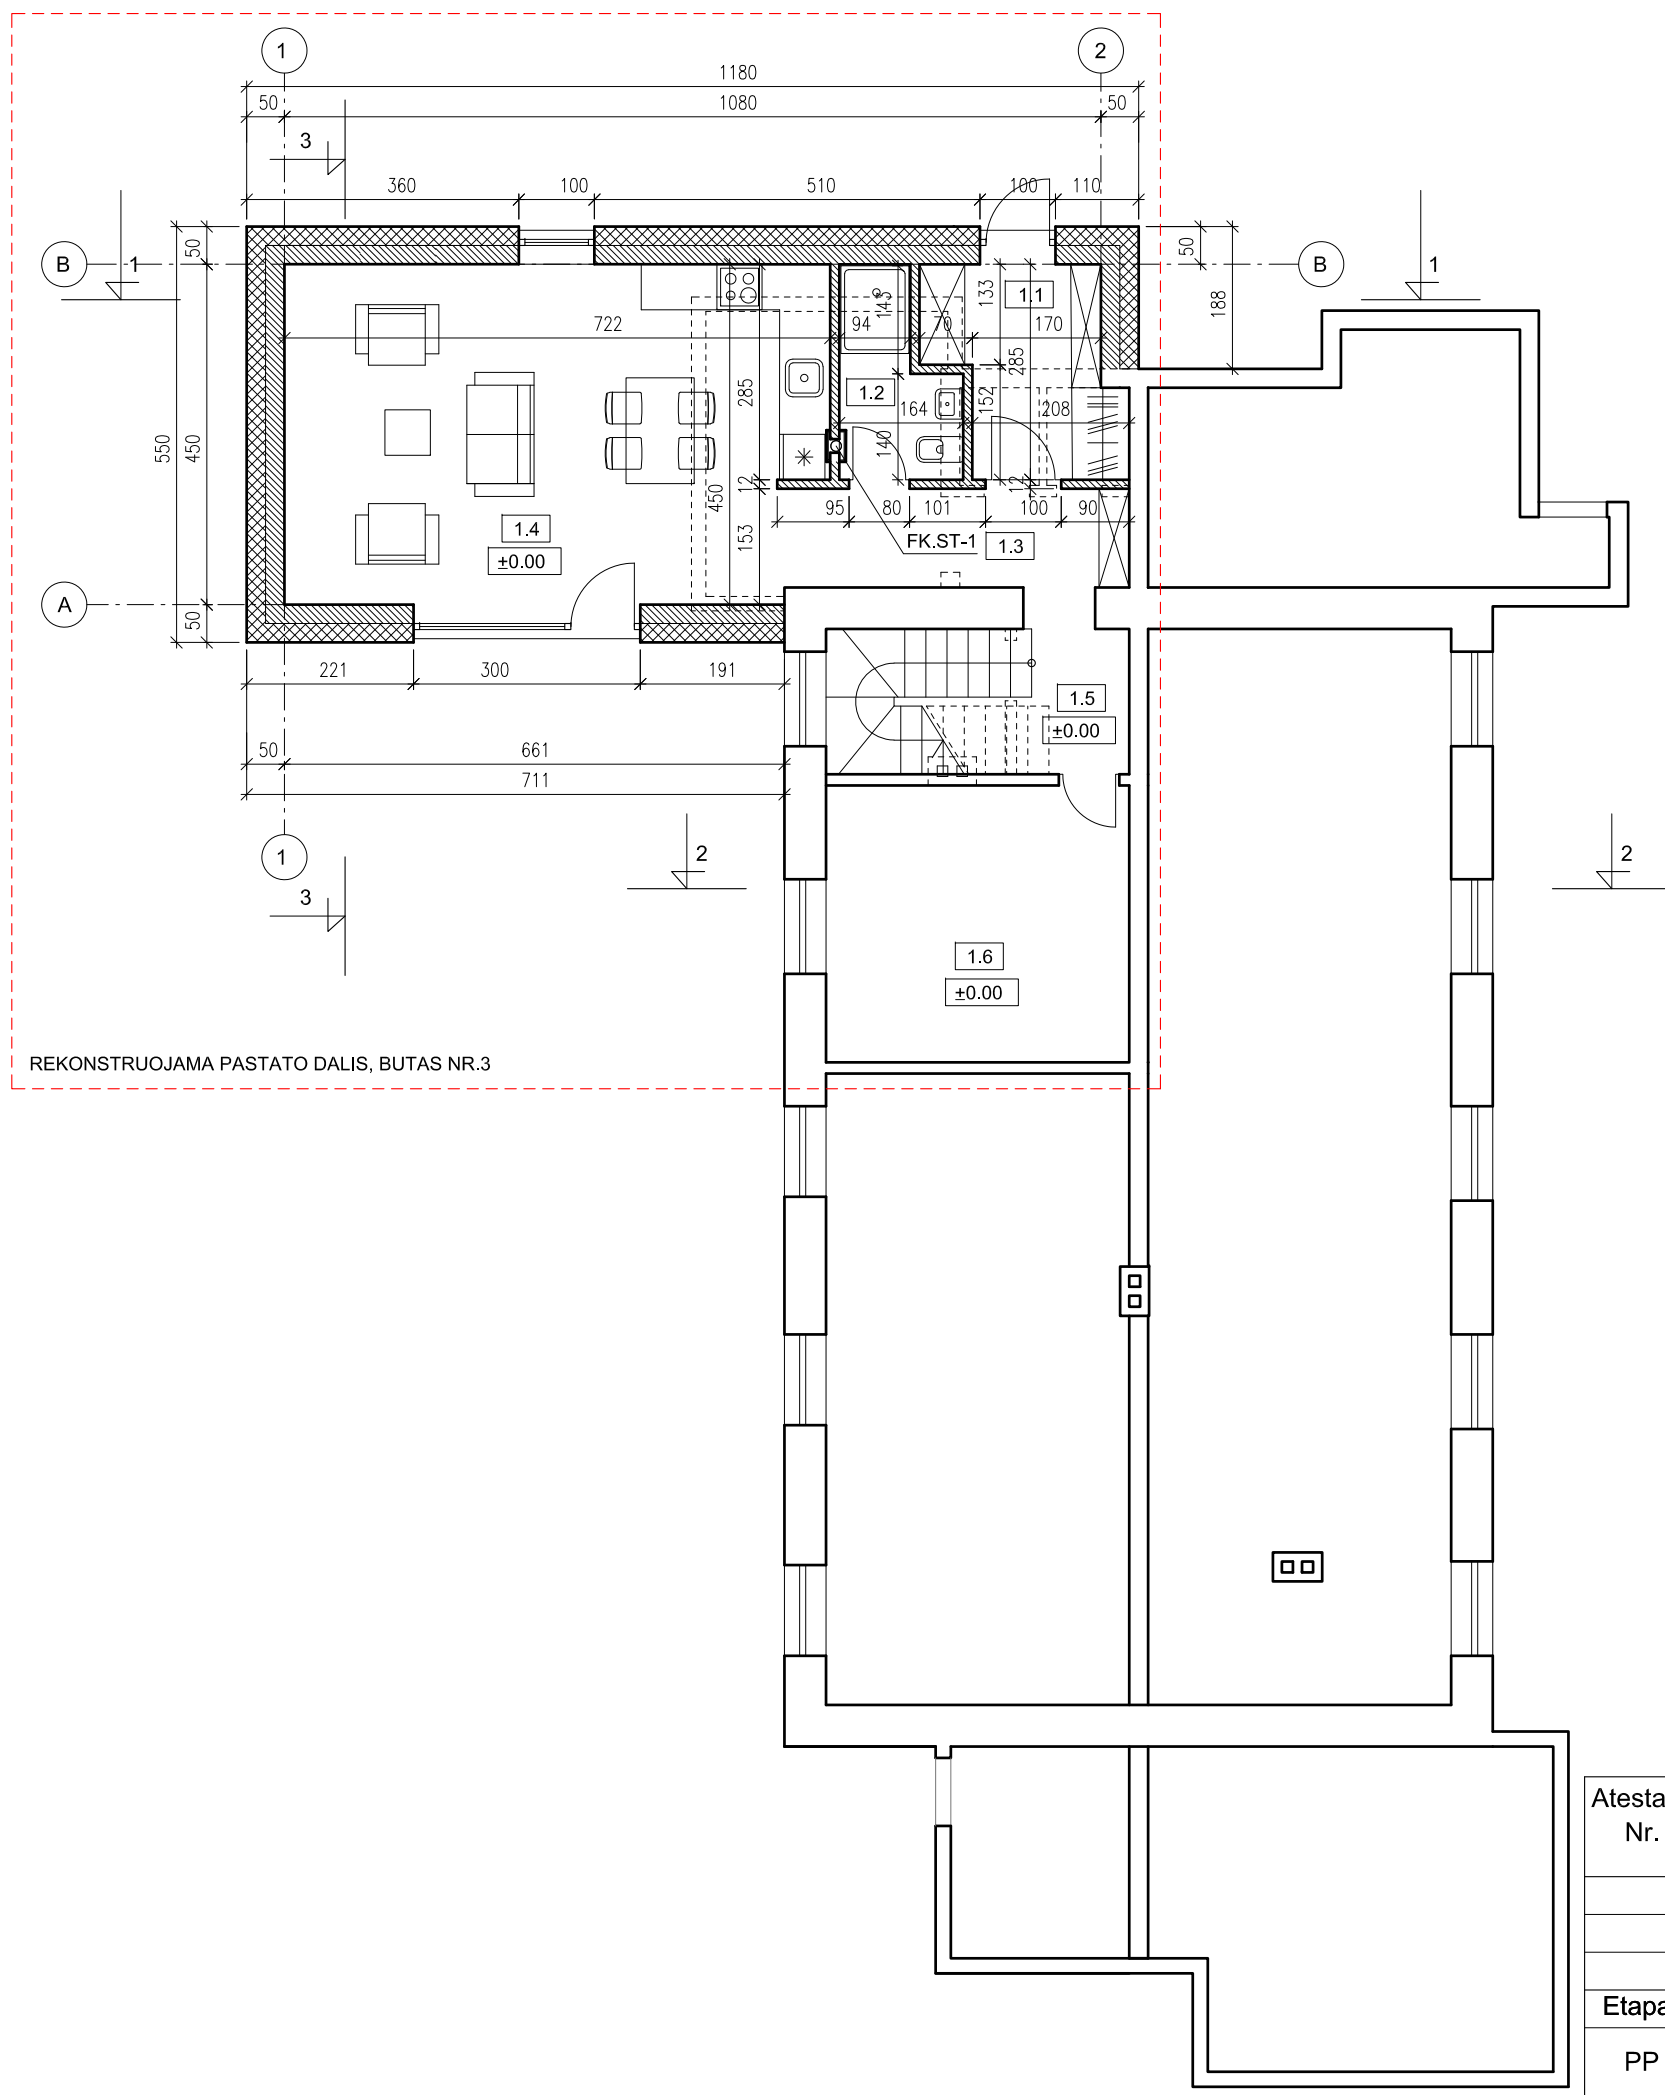 1 2
1180
50 1080 50
3
360 100 510 100 110
50
B 1 B 1
50
188
133
1.1
143
722 94 70 170
285
285
1.2
152
164 208
550 450
140
12 12
450
95 80 101 100 90
1.4
153
FK.ST-1 1.3
±0.00
A
50
221 300 191
1.5
±0.00
50 661
711
1 2 2
3
1.6
±0.00
REKONSTRUOJAMA PASTATO DALIS, BUTAS NR.3
Atesta
Nr.
Etapa
PP